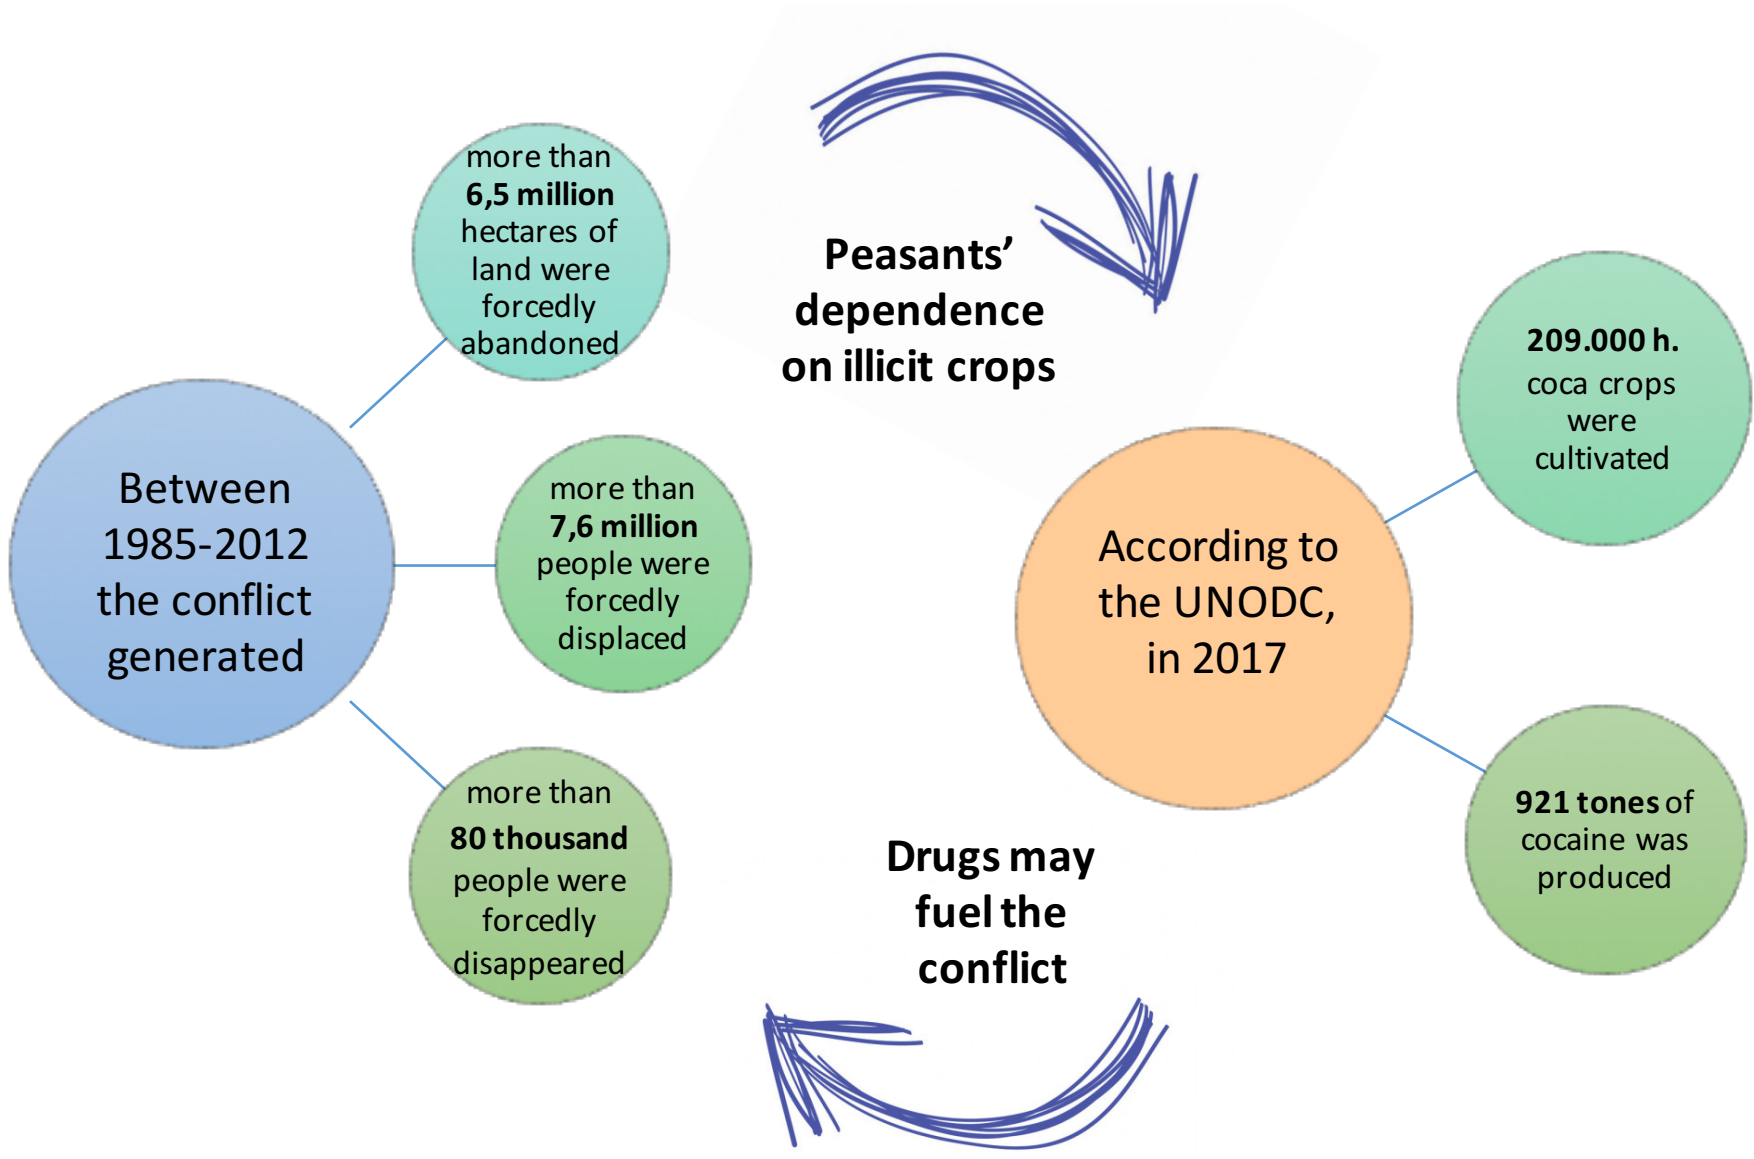 Between
1985-2012
the conflict
generated
more than
6,5 million
hectares of
land were
forcedly
abandoned
more than
7,6 million
people were
forcedly
displaced
more than
80 thousand
people were
forcedly
disappeared
Peasants’
dependence
on illicit crops
According to
the UNODC,
in 2017
209.000 h.
coca crops
were
cultivated
921 tones of
cocaine was
produced
Drugs may
fuel the
conflict